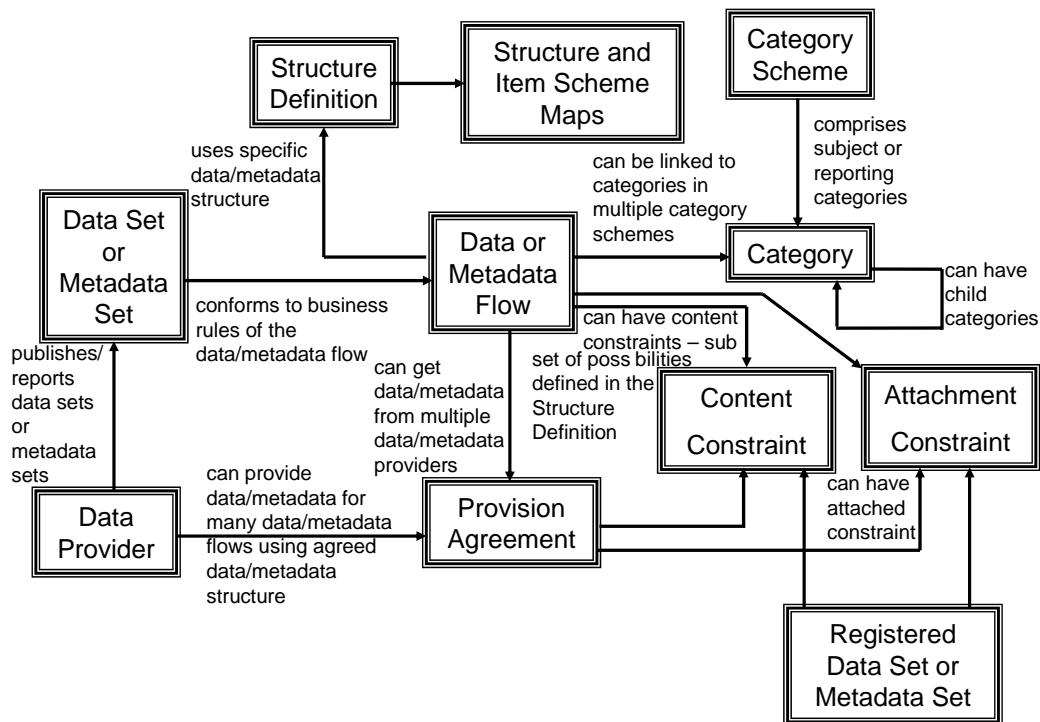 Structure
Definition
Structure and
Item Scheme
Maps
Category
Scheme
uses specific
data/metadata
structure
can be linked to
categories in
multiple category
schemes
comprises
subject or
reporting
categories
Data Set
or
Metadata
Set
Data or
Metadata
Flow
Category
can have
child
categories
conforms to business
rules of the
data/metadata flow
can have content
constraints – sub
set of poss bilities
defined in the
Structure
Definition
publishes/
reports
data sets
or
metadata
sets
can get
data/metadata
from multiple
data/metadata
providers
Content
Constraint
Attachment
Constraint
can provide
data/metadata for
many data/metadata
flows using agreed
data/metadata
structure
can have
attached
constraint
Data
Provider
Provision
Agreement
Registered
Data Set or
Metadata Set